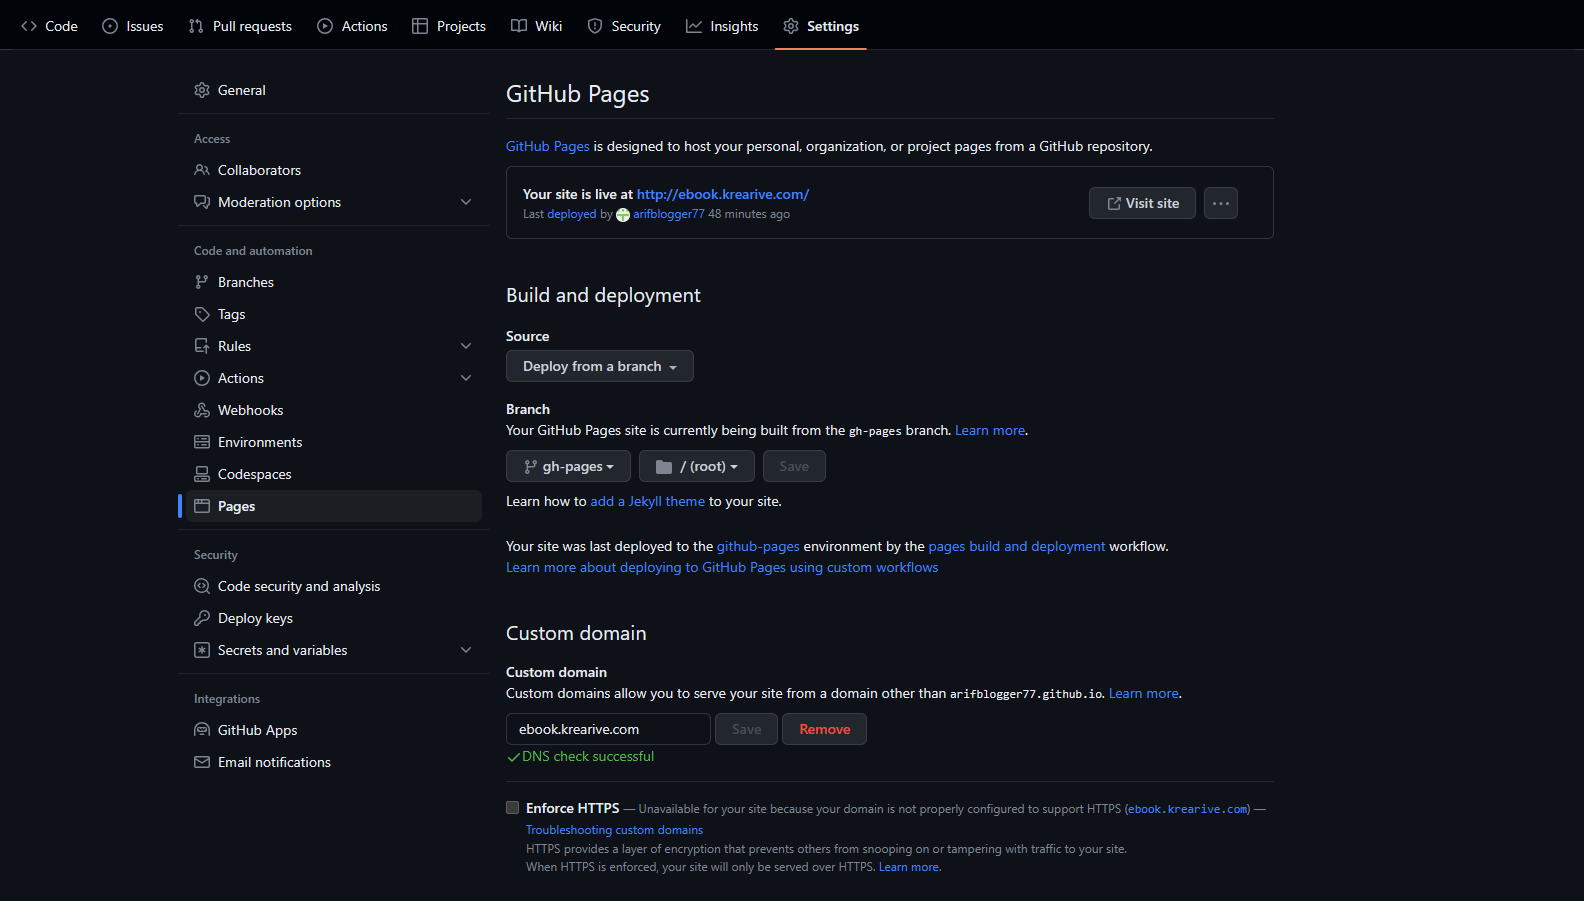 Code Issues Pull requests Actions Projects Wiki Security Insights Settings
General
Access
Collaborators
Moderation options
Code and automation
Branches
Tags
Rules
Actions
Webhooks
Environments
Codespaces
Pages
Security
Code security and analysis
Deploy keys
Secrets and variables
Integrations
GitHub Apps
Email notifications
GitHub Pages
GitHub Pages is designed to host your personal, organization, or project pages from a GitHub repository.
Your site is live at http://ebook.krearive.com/
Last deployed by arifblogger77 48 minutes ago
Visit site
Build and deployment
Source
Deploy from a branch
Branch
Your GitHub Pages site is currently being built from the gh-pages branch. Learn more.
gh-pages / (root) Save
Learn how to add a Jekyll theme to your site.
Your site was last deployed to the github-pages environment by the pages build and deployment workflow.
Learn more about deploying to GitHub Pages using custom workflows
Custom domain
Custom domain
Custom domains allow you to serve your site from a domain other than arifblogger77.github.io. Learn more.
ebook.krearive.com Save Remove
DNS check successful
Enforce HTTPS — Unavailable for your site because your domain is not properly configured to support HTTPS (ebook.krearive.com) —
Troubleshooting custom domains
HTTPS provides a layer of encryption that prevents others from snooping on or tampering with traffic to your site.
When HTTPS is enforced, your site will only be served over HTTPS. Learn more.